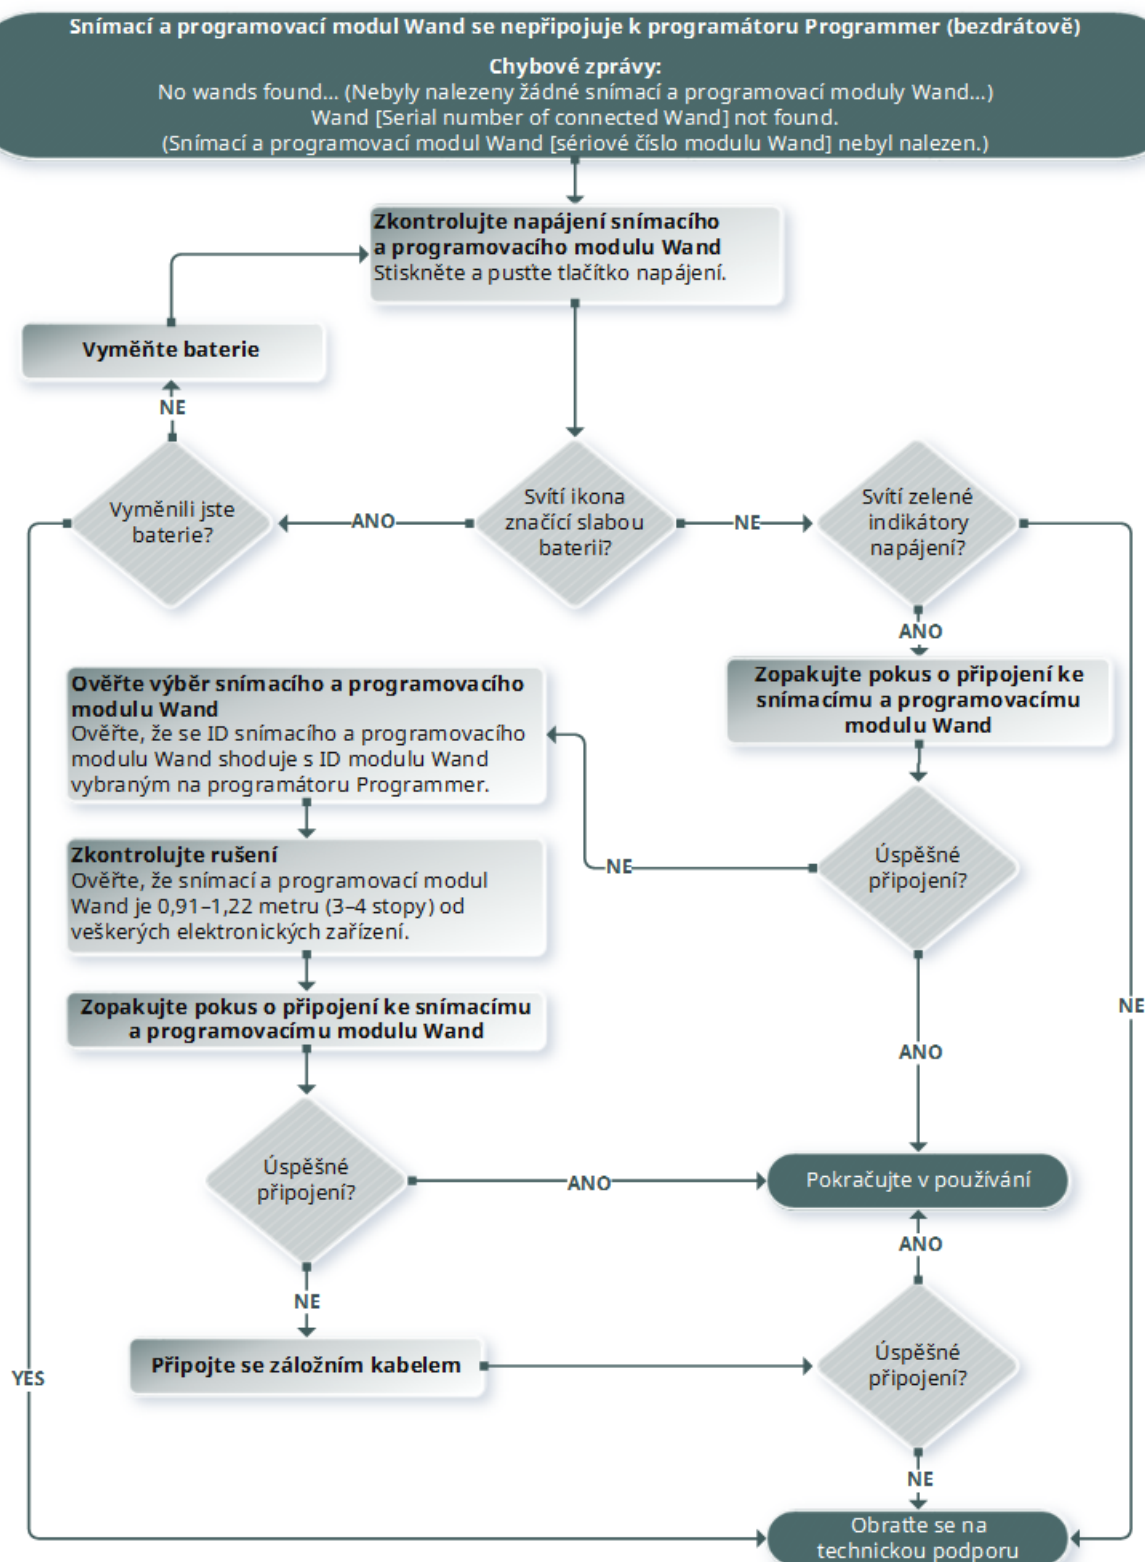 Snímací a programovací modul Wand se nepřipojuje k programátoru Programmer (bezdrátově)
Chybové zprávy:
No wands found... (Nebyly nalezeny žádné snímací a programovací moduly Wand...)
Wand [Serial number of connected Wand] not found.
(Snímací a programovací modul Wand [sériové číslo modulu Wand] nebyl nalezen.)
Zkontrolujte napájení snímacího
a programovacího modulu Wand
Stiskněte a pusťte tlačítko napájení.
Vyměňte baterie
NE
Vyměnili jste
baterie?
ANO
Svítí ikona
značící slabou
baterii?
NE
Svítí zelené
indikátory
napájení?
ANO
Zopakujte pokus o připojení ke
snímacímu a programovacímu
modulu Wand
Ověřte výběr snímacího a programovacího
modulu Wand
Ověřte, že se ID snímacího a programovacího
modulu Wand shoduje s ID modulu Wand
vybraným na programátoru Programmer.
Zkontrolujte rušení
Ověřte, že snímací a programovací modul
Wand je 0,91–1,22 metru (3–4 stopy) od
veškerých elektronických zařízení.
NE
Úspěšné
připojení?
Zopakujte pokus o připojení ke snímacímu
a programovacímu modulu Wand
NE
ANO
Úspěšné
připojení?
ANO
Pokračujte v používání
ANO
NE
Připojte se záložním kabelem
Úspěšné
připojení?
YES
NE
Obraťte se na
technickou podporu